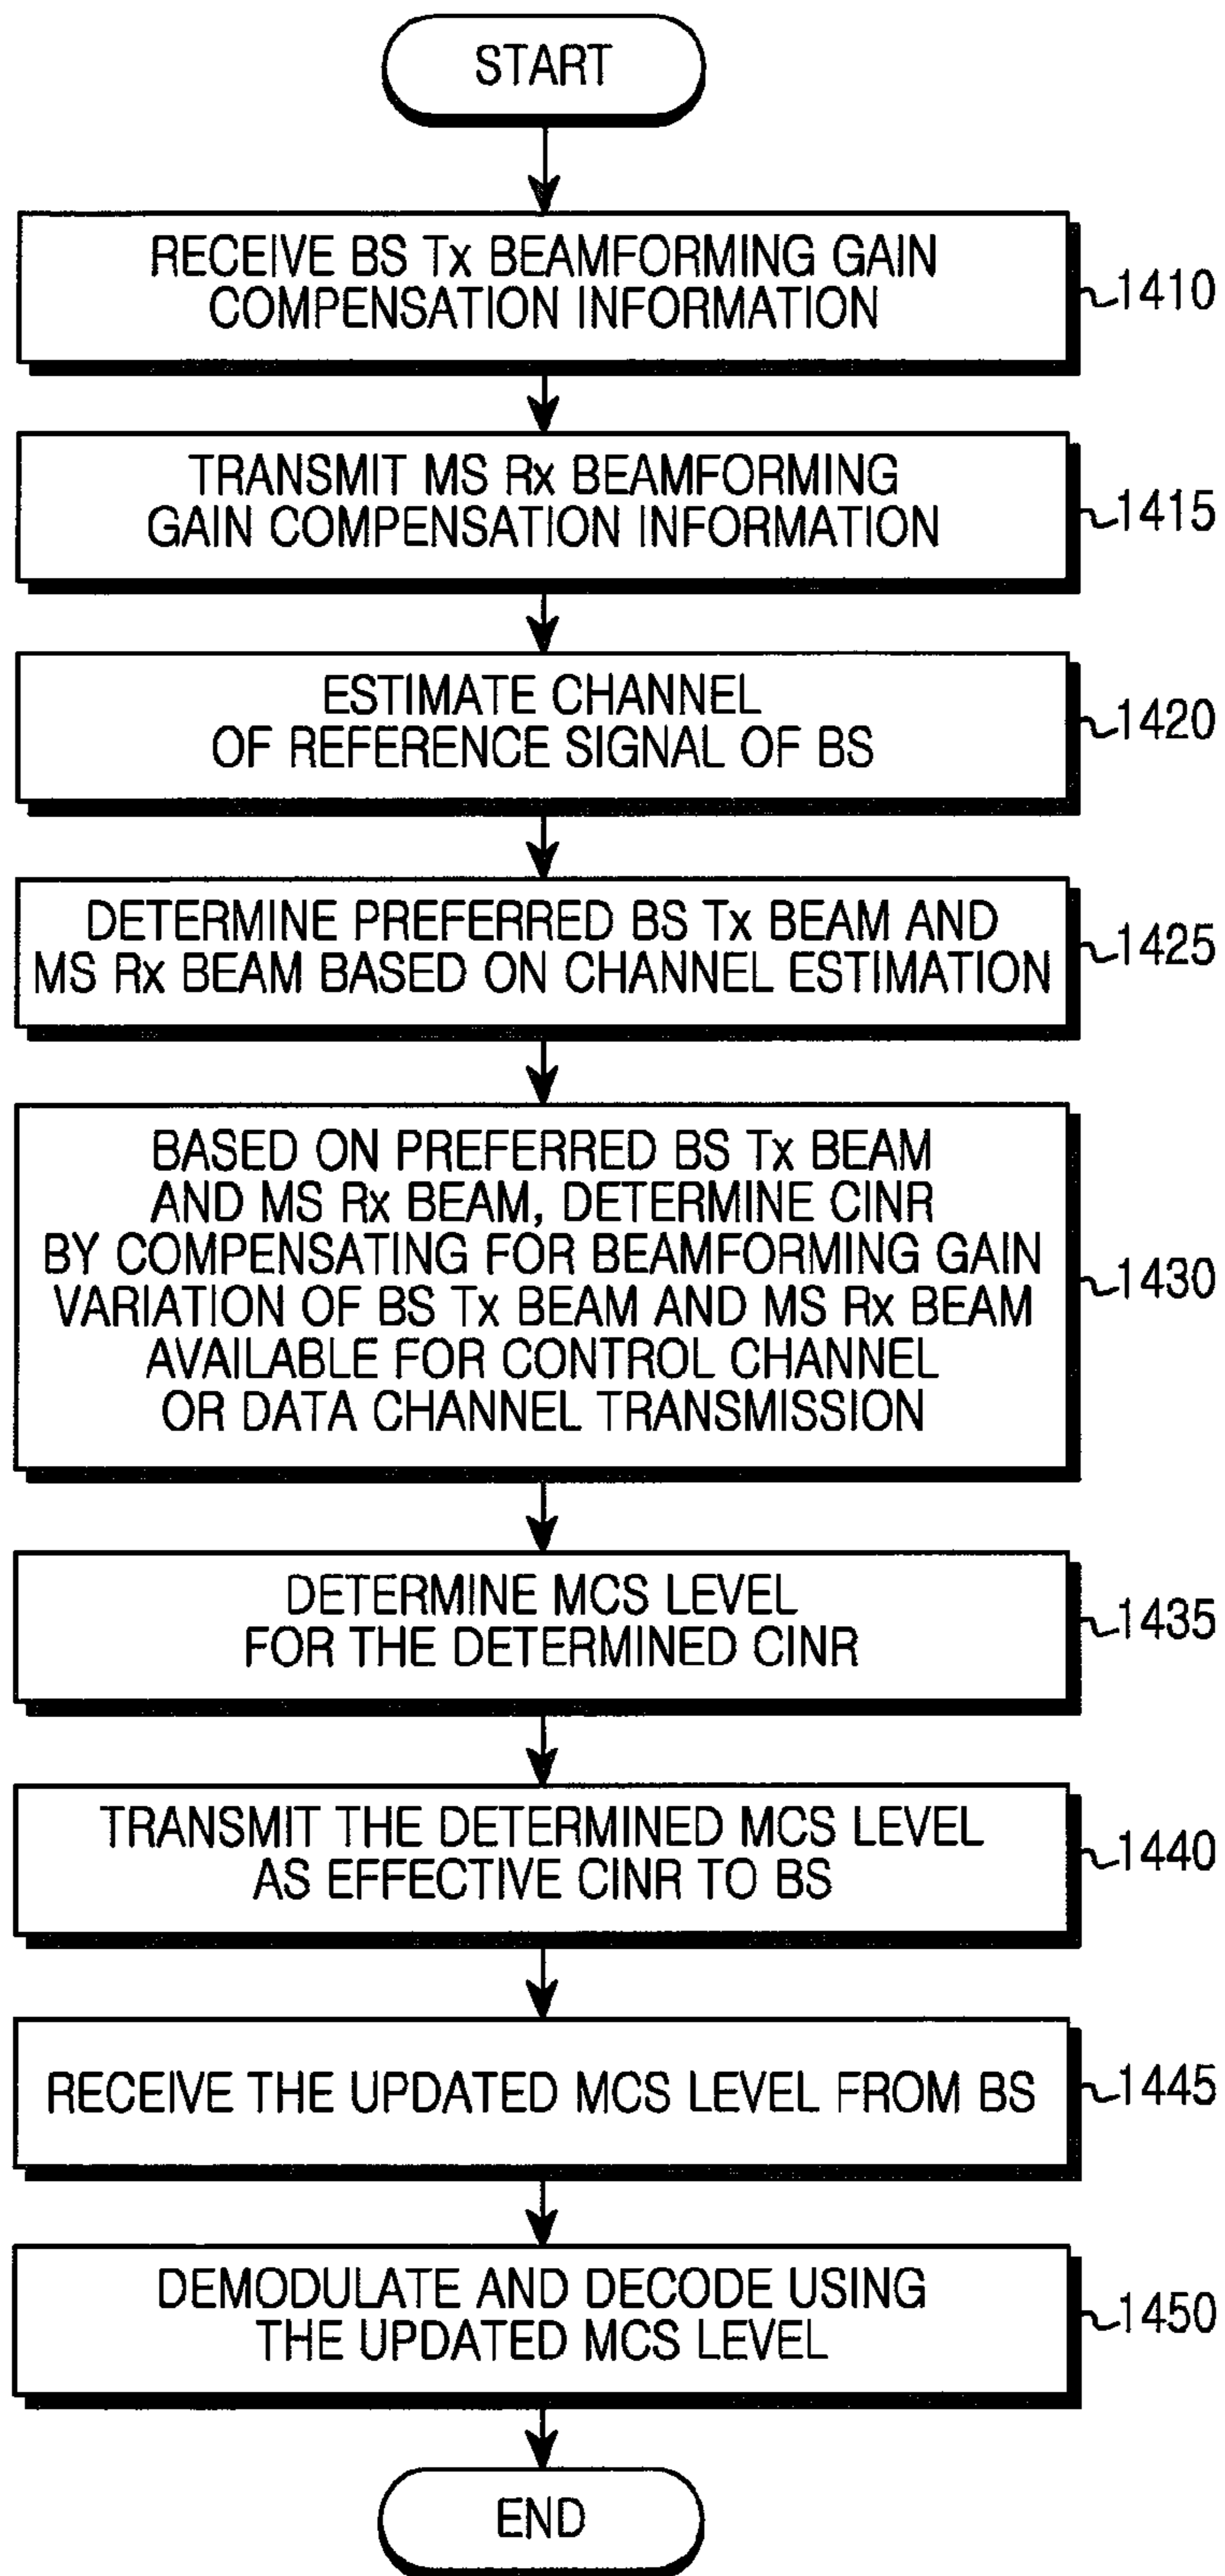 START
RECEIVE BS Tx BEAMFORMING GAIN
COMPENSATION INFORMATION
1410
TRANSMIT MS Rx BEAMFORMING
GAIN COMPENSATION INFORMATION
1415
ESTIMATE CHANNEL
OF REFERENCE SIGNAL OF BS
1420
DETERMINE PREFERRED BS Tx BEAM AND
MS Rx BEAM BASED ON CHANNEL ESTIMATION
1425
BASED ON PREFERRED BS Tx BEAM
AND MS Rx BEAM, DETERMINE CINR
BY COMPENSATING FOR BEAMFORMING GAIN
VARIATION OF BS Tx BEAM AND MS Rx BEAM
AVAILABLE FOR CONTROL CHANNEL
OR DATA CHANNEL TRANSMISSION
1430
DETERMINE MCS LEVEL
FOR THE DETERMINED CINR
1435
TRANSMIT THE DETERMINED MCS LEVEL
AS EFFECTIVE CINR TO BS
1440
RECEIVE THE UPDATED MCS LEVEL FROM BS
1445
DEMODULATE AND DECODE USING
THE UPDATED MCS LEVEL
1450
END